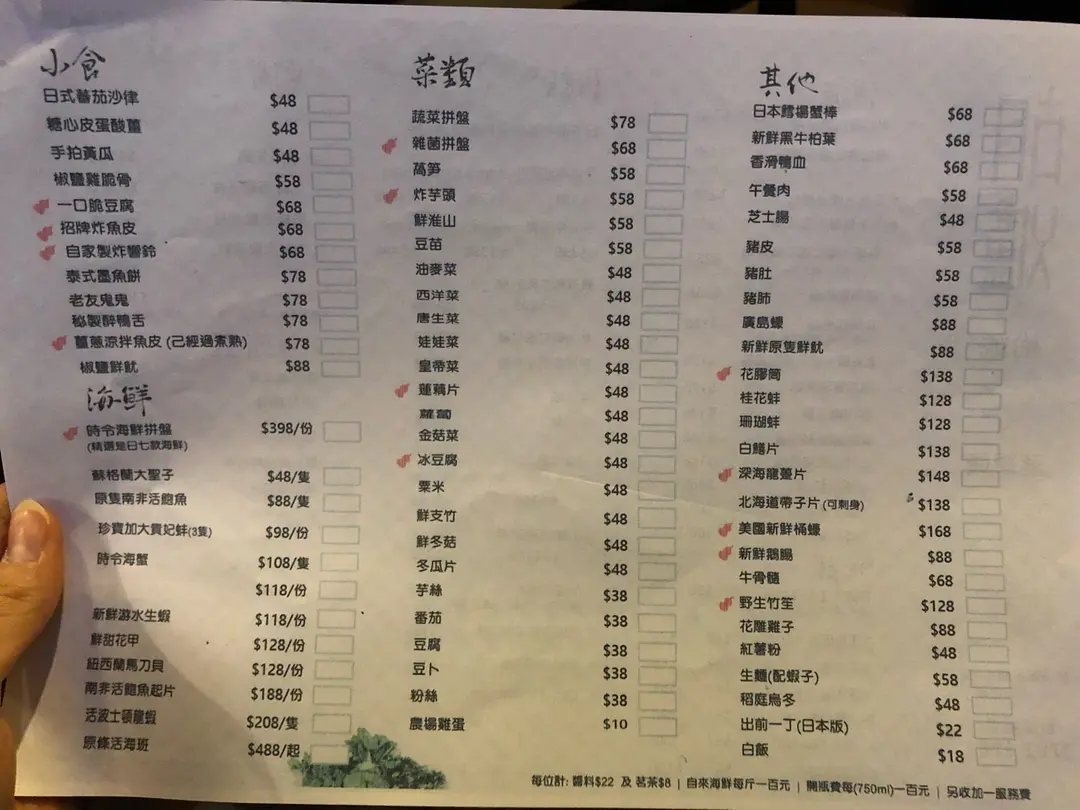 小食
日式蕃茄沙律 $48
糖心皮蛋酸薑 $48
手拍黃瓜 $48
椒鹽雞脆骨 $58
一口脆豆腐 $68
招牌炸魚皮 $68
自家製炸響鈴 $68
泰式墨魚餅 $78
老友鬼鬼 $78
秘製醉鴨舌 $78
薑蔥涼拌魚皮 (已經過煮熟) $78
椒鹽鮮魷 $88
海鮮
時令海鮮拼盤 $398/份
(精選是日七款海鮮)
蘇格蘭大聖子 $48/隻
原隻南非活鮑魚 $88/隻
珍寶加大貴妃蚌(3隻) $98/份
時令海蟹 $108/隻
$118/份
新鮮游水生蝦 $118/份
鮮甜花甲 $128/份
紐西蘭馬刀貝 $128/份
南非活鮑魚起片 $188/份
活波士頓龍蝦 $208/隻
原條活海班 $488/起
菜類
蔬菜拼盤 $78
雜菌拼盤 $68
萵笋 $58
炸芋頭 $58
鮮淮山 $58
豆苗 $58
油麥菜 $48
西洋菜 $48
唐生菜 $48
娃娃菜 $48
皇帝菜 $48
蓮藕片 $48
蘿蔔 $48
金菇菜 $48
冰豆腐 $48
粟米 $48
鮮支竹 $48
鮮冬菇 $48
冬瓜片 $48
芋絲 $38
番茄 $38
豆腐 $38
豆卜 $38
粉絲 $38
農場雞蛋 $10
其他
日本鱈場蟹棒 $68
新鮮黑牛柏葉 $68
香滑鴨血 $68
午餐肉 $58
芝士腸 $48
豬皮 $58
豬肚 $58
豬肺 $58
廣島蠔 $88
新鮮原隻鮮魷 $88
花膠筒 $138
桂花蚌 $128
珊瑚蚌 $128
白鱔片 $138
深海龍躉片 $148
北海道帶子片 (可刺身) $138
美國新鮮桶蠔 $168
新鮮鵝腸 $88
牛骨髓 $68
野生竹笙 $128
花雕雞子 $88
紅薯粉 $48
生麵(配蝦子) $58
稻庭烏冬 $48
出前一丁(日本版) $22
白飯 $18
每位計: 醬料$22 及 茗茶$8 | 自來海鮮每斤一百元 | 開瓶費每(750ml)一百元 | 另收加一服務費